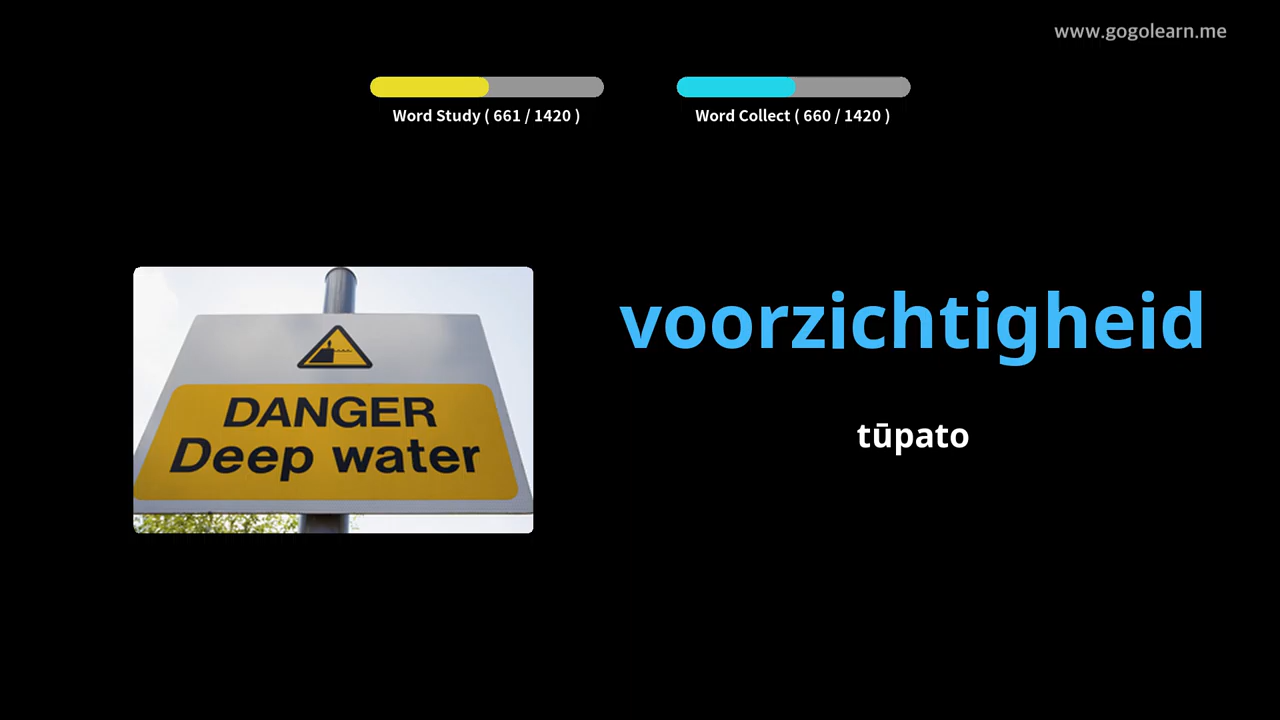 www.gogolearn.me
Word Study ( 661 / 1420 )
Word Collect ( 660 / 1420 )
DANGER
Deep water
voorzichtigheid
tūpato